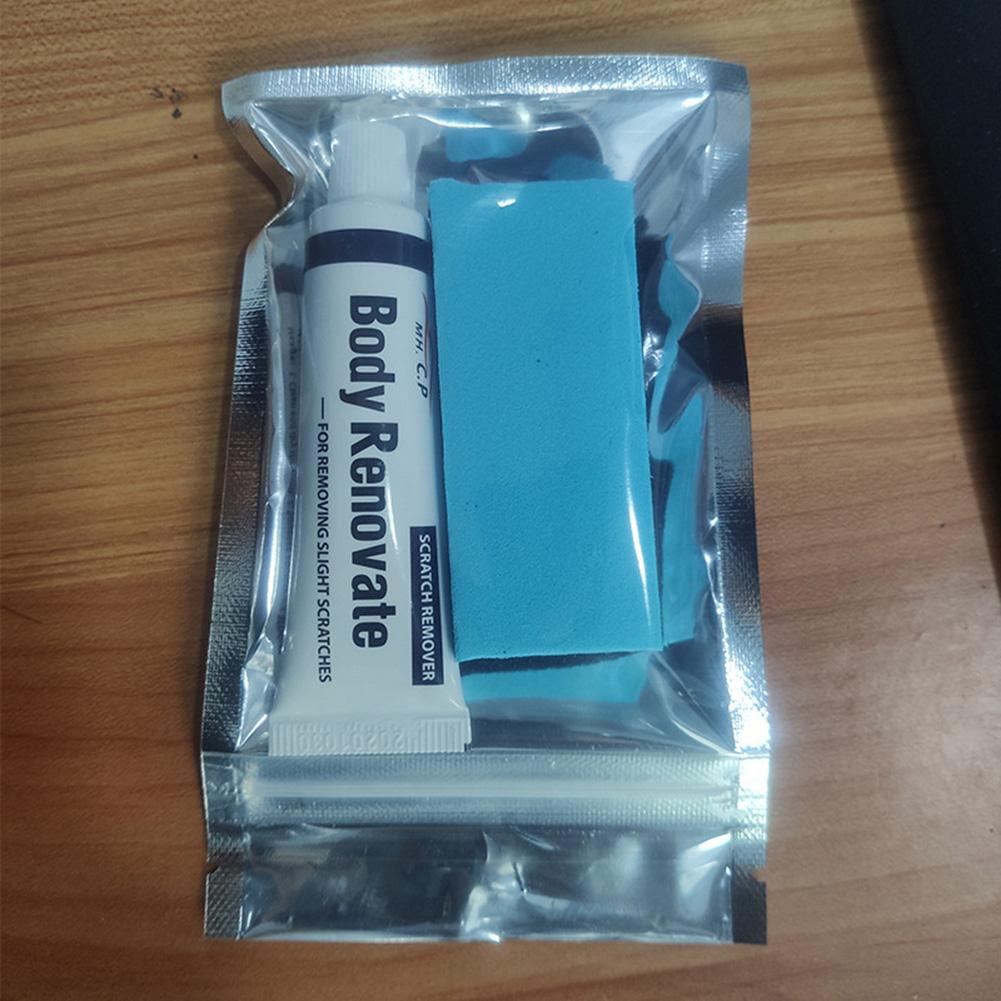 MH. C.P
Body Renovate
— FOR REMOVING SLIGHT SCRATCHES
SCRATCH REMOVER